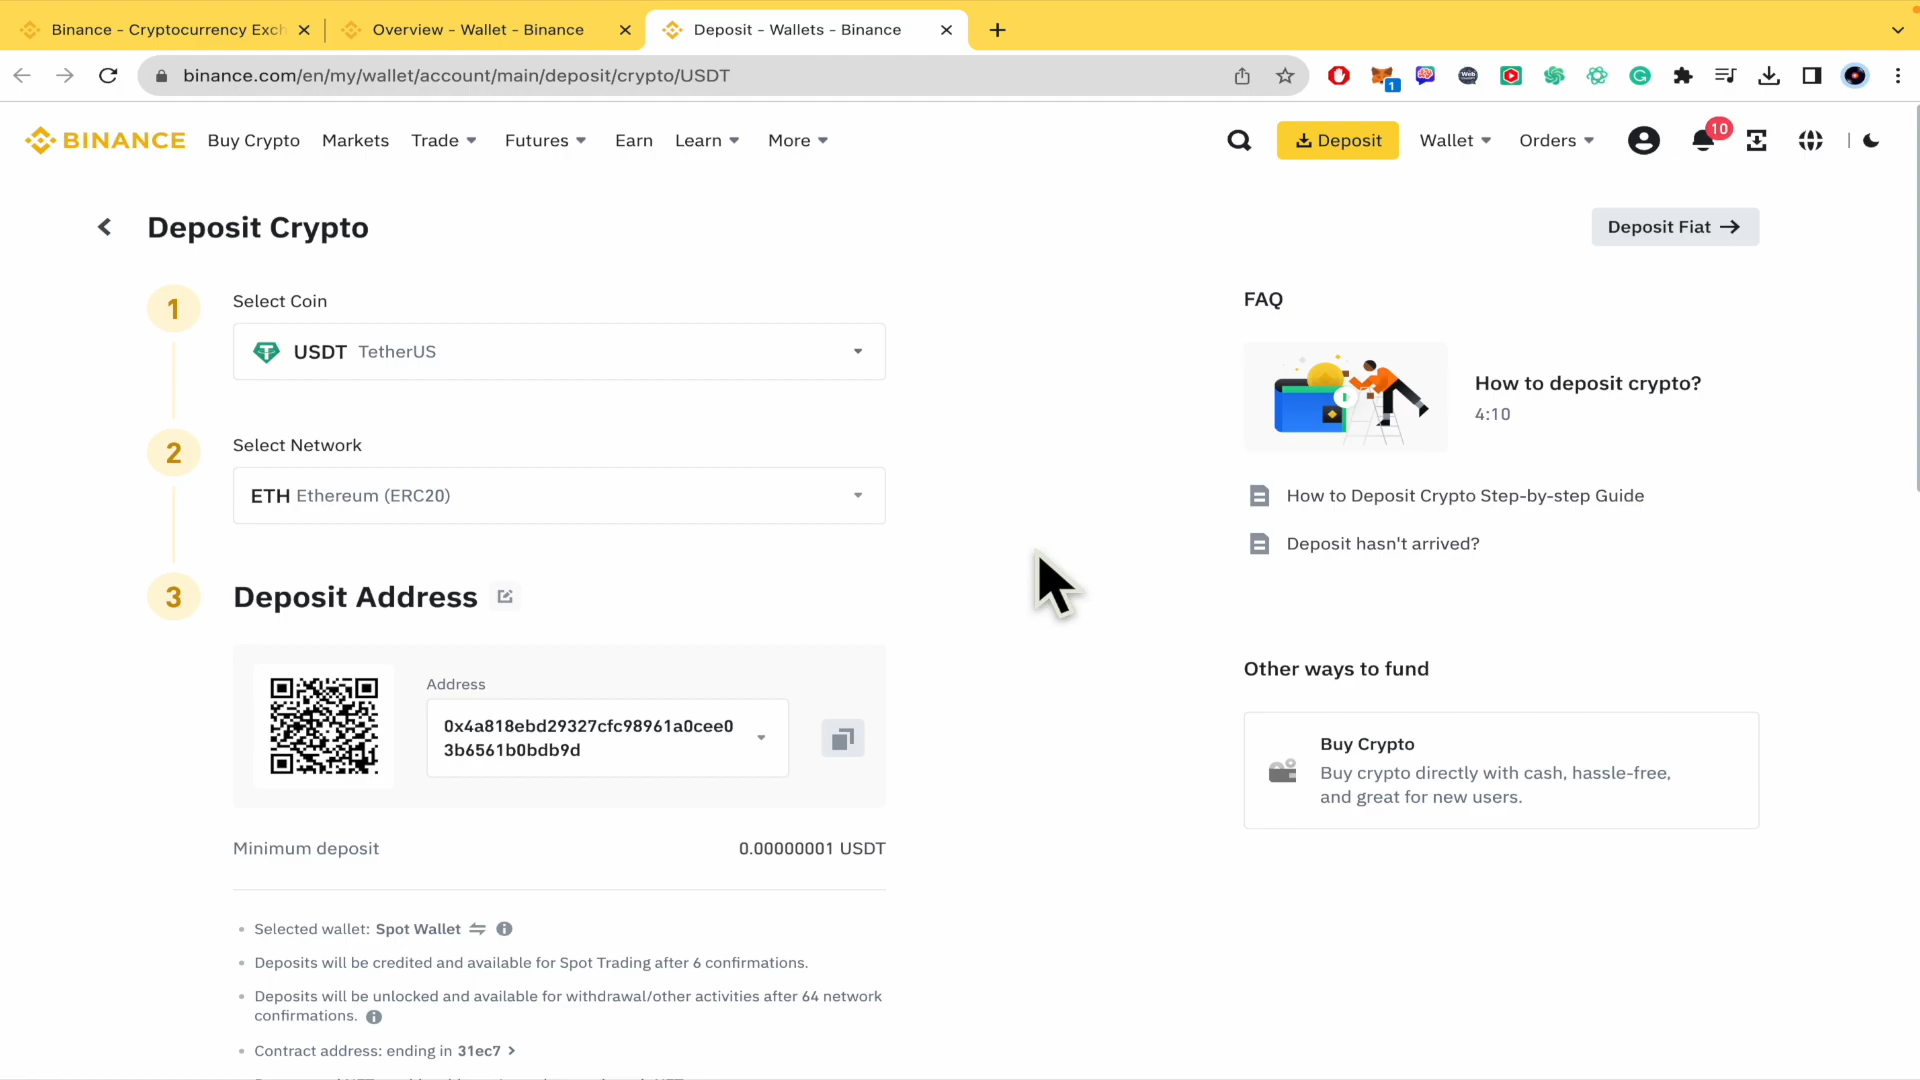 Binance - Cryptocurrency Exch
Overview - Wallet - Binance
Deposit - Wallets - Binance
binance.com/en/my/wallet/account/main/deposit/crypto/USDT
1
BINANCE
Buy Crypto
Markets
Trade
Futures
Earn
Learn
More
Deposit
Wallet
Orders
10
Deposit Crypto
Deposit Fiat →
1
Select Coin
USDT TetherUS
2
Select Network
ETH Ethereum (ERC20)
3
Deposit Address
Address
0x4a818ebd29327cfc98961a0cee0
3b6561b0bdb9d
Minimum deposit
0.00000001 USDT
Selected wallet: Spot Wallet
Deposits will be credited and available for Spot Trading after 6 confirmations.
Deposits will be unlocked and available for withdrawal/other activities after 64 network
confirmations.
Contract address: ending in 31ec7 >
FAQ
How to deposit crypto?
4:10
How to Deposit Crypto Step-by-step Guide
Deposit hasn't arrived?
Other ways to fund
Buy Crypto
Buy crypto directly with cash, hassle-free,
and great for new users.